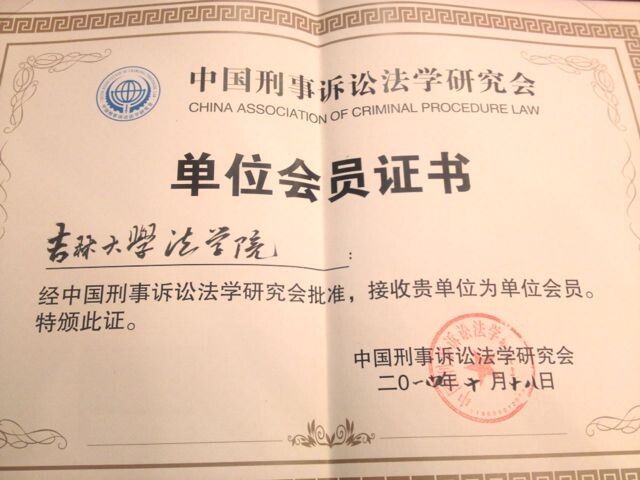 中国刑事诉讼法学研究会
CHINA ASSOCIATION OF CRIMINAL PROCEDURE LAW
单位会员证书
吉林大學法学院：
经中国刑事诉讼法学研究会批准，接收贵单位为单位会员。
特颁此证。
中国刑事诉讼法学研究会
二〇一四年十月十八日